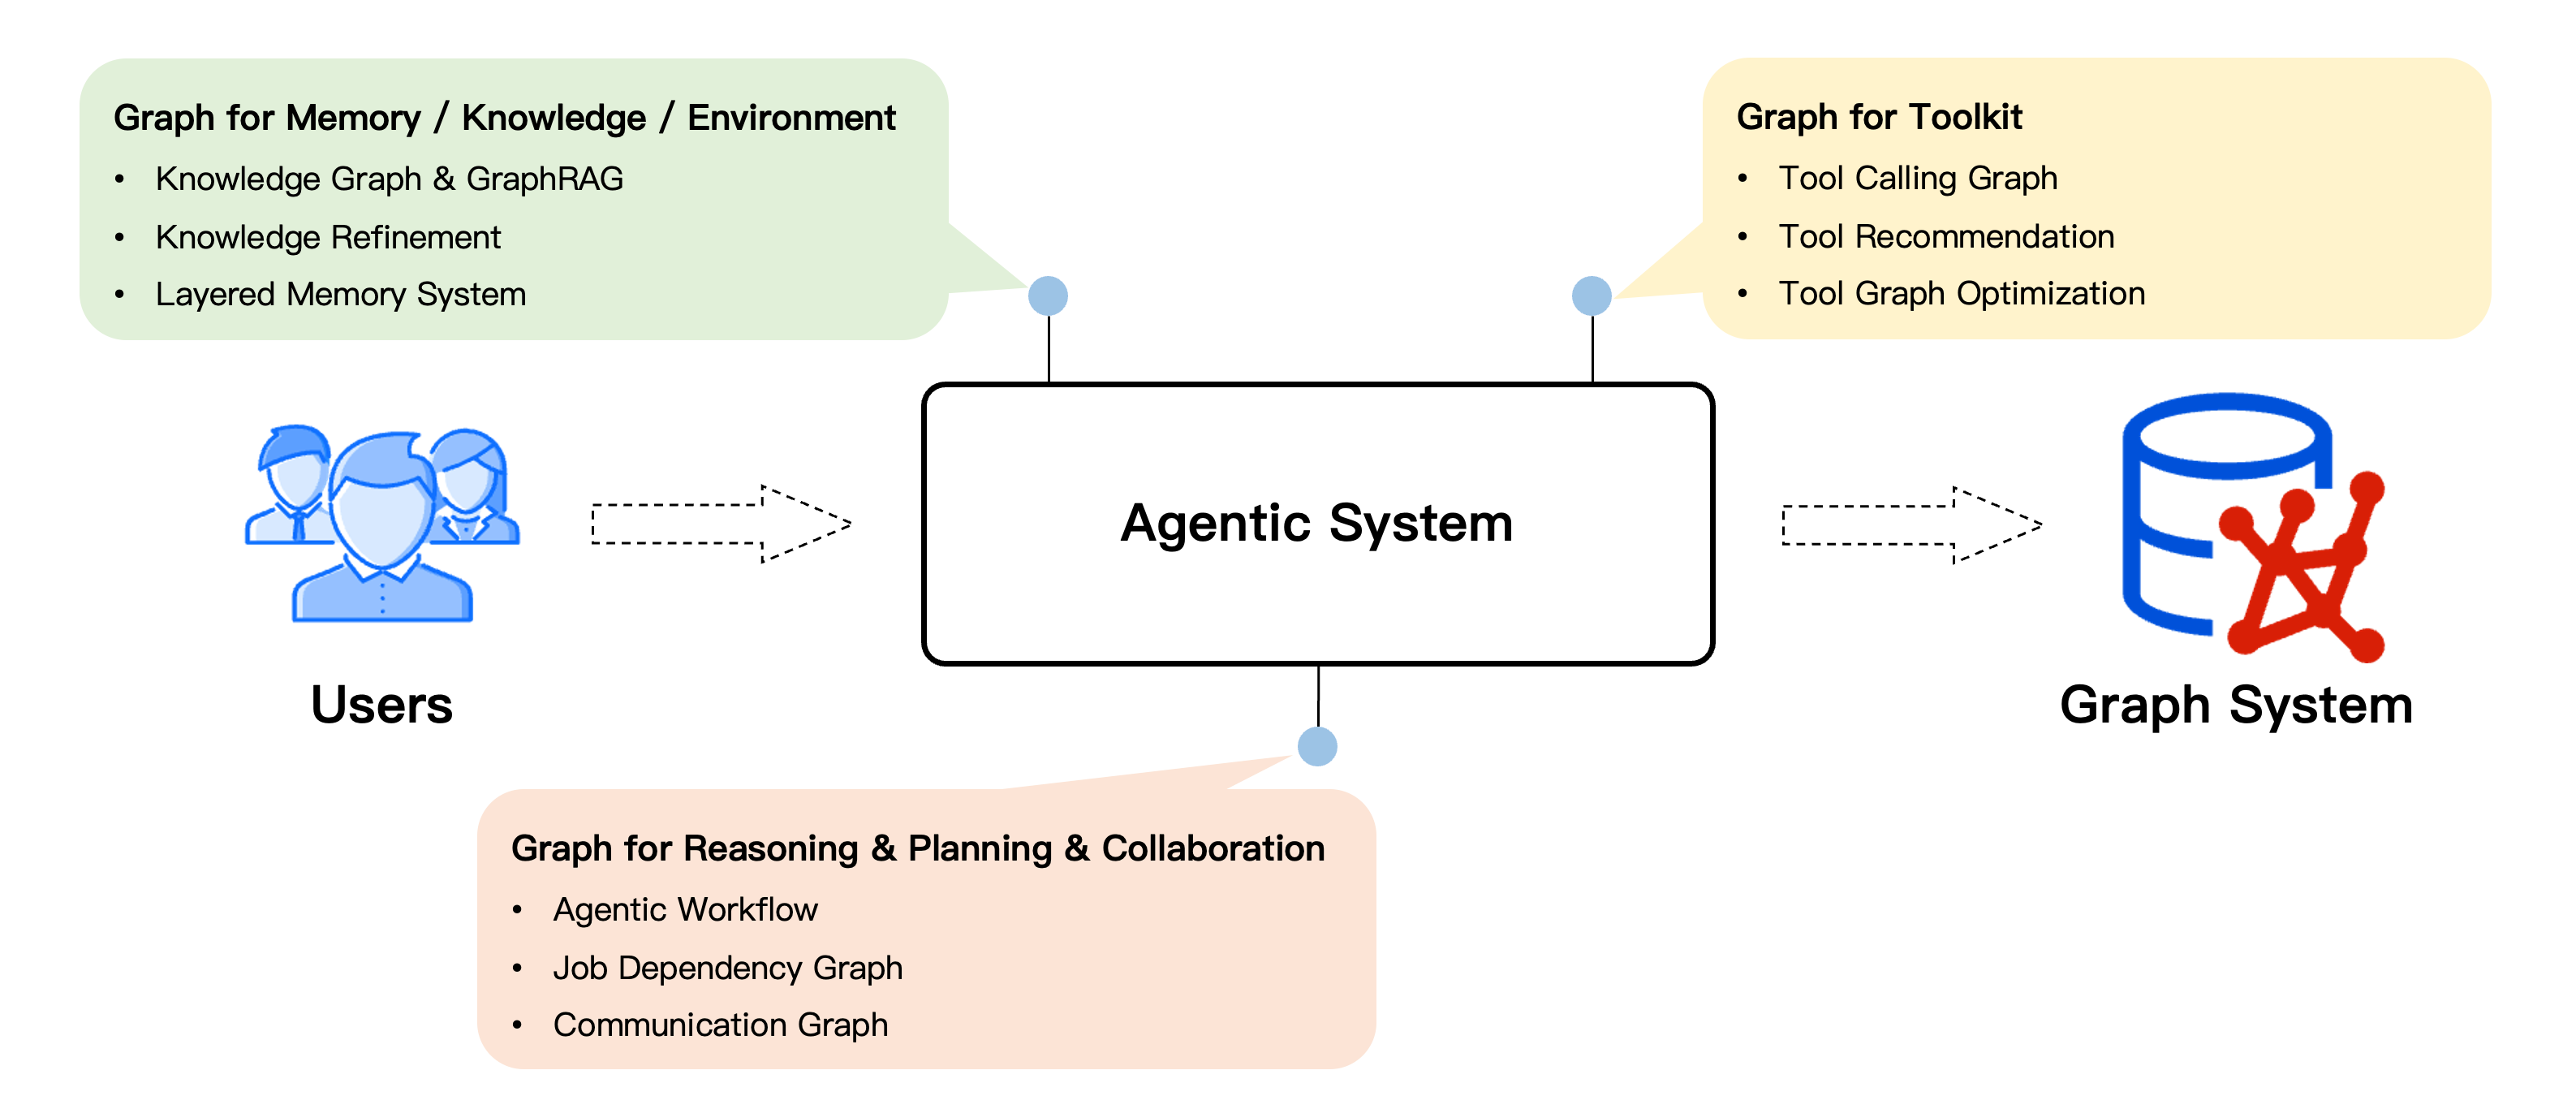 Graph for Memory / Knowledge / Environment
• Knowledge Graph & GraphRAG
• Knowledge Refinement
• Layered Memory System
Graph for Toolkit
• Tool Calling Graph
• Tool Recommendation
• Tool Graph Optimization
Agentic System
Users
Graph System
Graph for Reasoning & Planning & Collaboration
• Agentic Workflow
• Job Dependency Graph
• Communication Graph